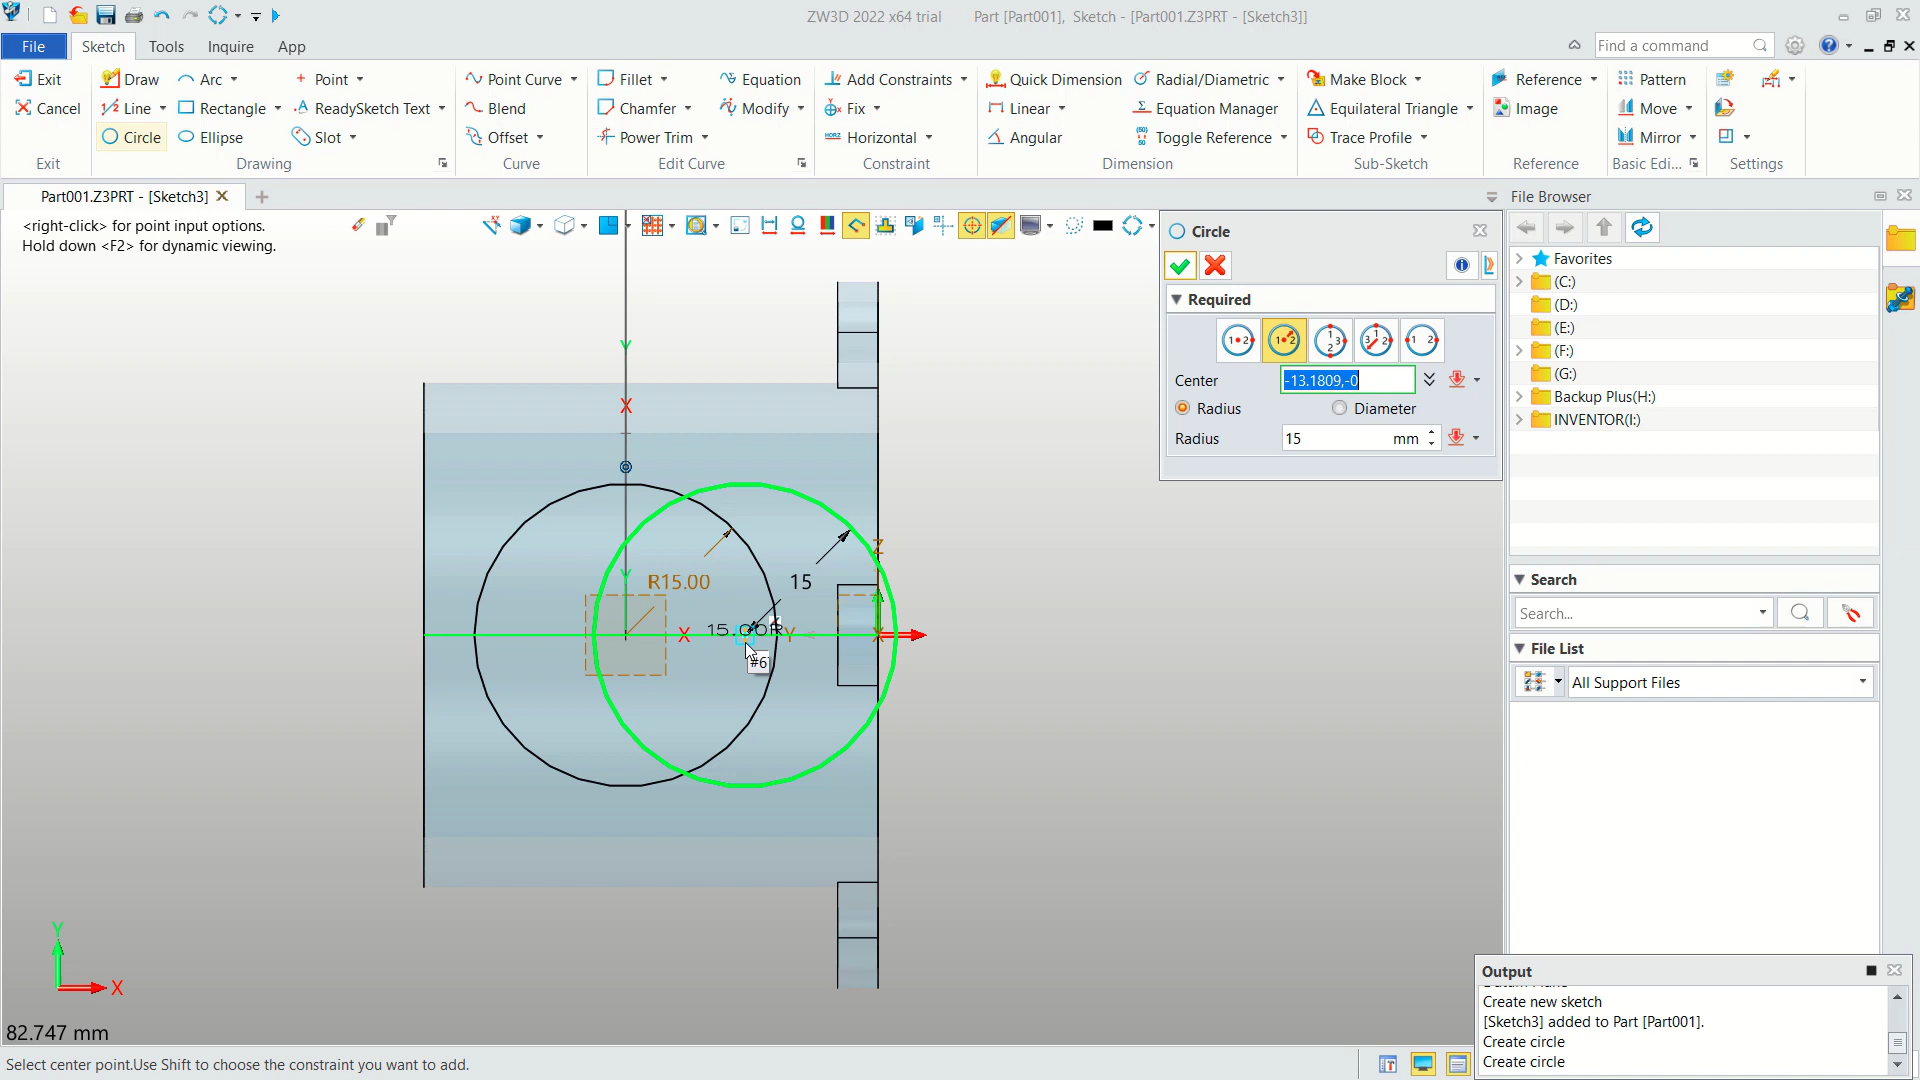 ZW3D 2022 x64 trial Part [Part001], Sketch - [Part001.Z3PRT - [Sketch3]]
File Sketch Tools Inquire App Find a command
Exit Draw Arc Point Point Curve Fillet Equation Add Constraints Quick Dimension Radial/Diametric Make Block Reference Pattern
Cancel Line Rectangle ReadySketch Text Blend Chamfer Modify Fix Linear Equation Manager Equilateral Triangle Image Move
Circle Ellipse Slot Offset Power Trim Horizontal Angular Toggle Reference Trace Profile Mirror
Exit Drawing Curve Edit Curve Constraint Dimension Sub-Sketch Reference Basic Edi... Settings
Part001.Z3PRT - [Sketch3]
<right-click> for point input options.
Hold down <F2> for dynamic viewing.
Circle
Required
Center -13.1809,-0
Radius Diameter
Radius 15 mm
File Browser
Favorites
(C:)
(D:)
(E:)
(F:)
(G:)
Backup Plus(H:)
INVENTOR(I:)
Search
Search...
File List
All Support Files
Y
X
Z
Y
R15.00
15
15.00R
X
Y
X
#6
Y
X
82.747 mm
Output
Create new sketch
[Sketch3] added to Part [Part001].
Create circle
Create circle
Select center point.Use Shift to choose the constraint you want to add.